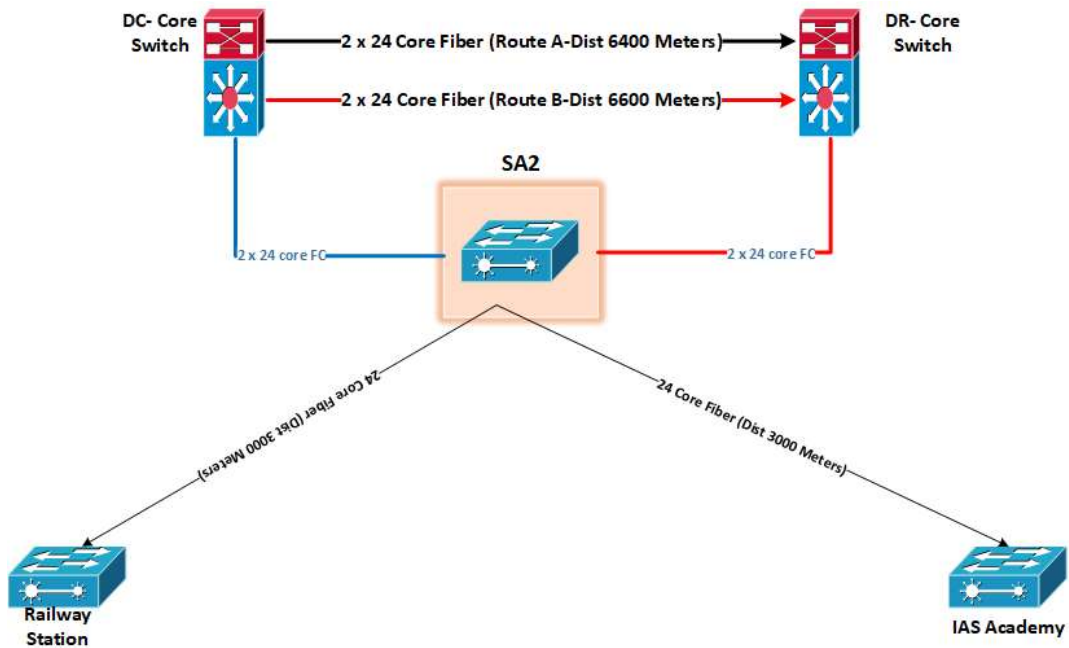 DC- Core
Switch
2 x 24 Core Fiber (Route A-Dist 6400 Meters)
DR- Core
Switch
2 x 24 Core Fiber (Route B-Dist 6600 Meters)
SA2
2 x 24 core FC
2 x 24 core FC
24 Core Fiber (Dist 3000 Meters)
24 Core Fiber (Dist 3000 Meters)
Railway
Station
IAS Academy